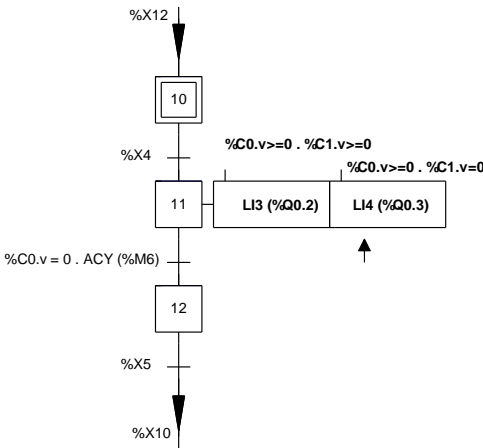 %X12
10
%X4
%C0.v>=0 . %C1.v>=0
%C0.v>=0 . %C1.v=0
11
LI3 (%Q0.2)
LI4 (%Q0.3)
%C0.v = 0 . ACY (%M6)
12
%X5
%X10